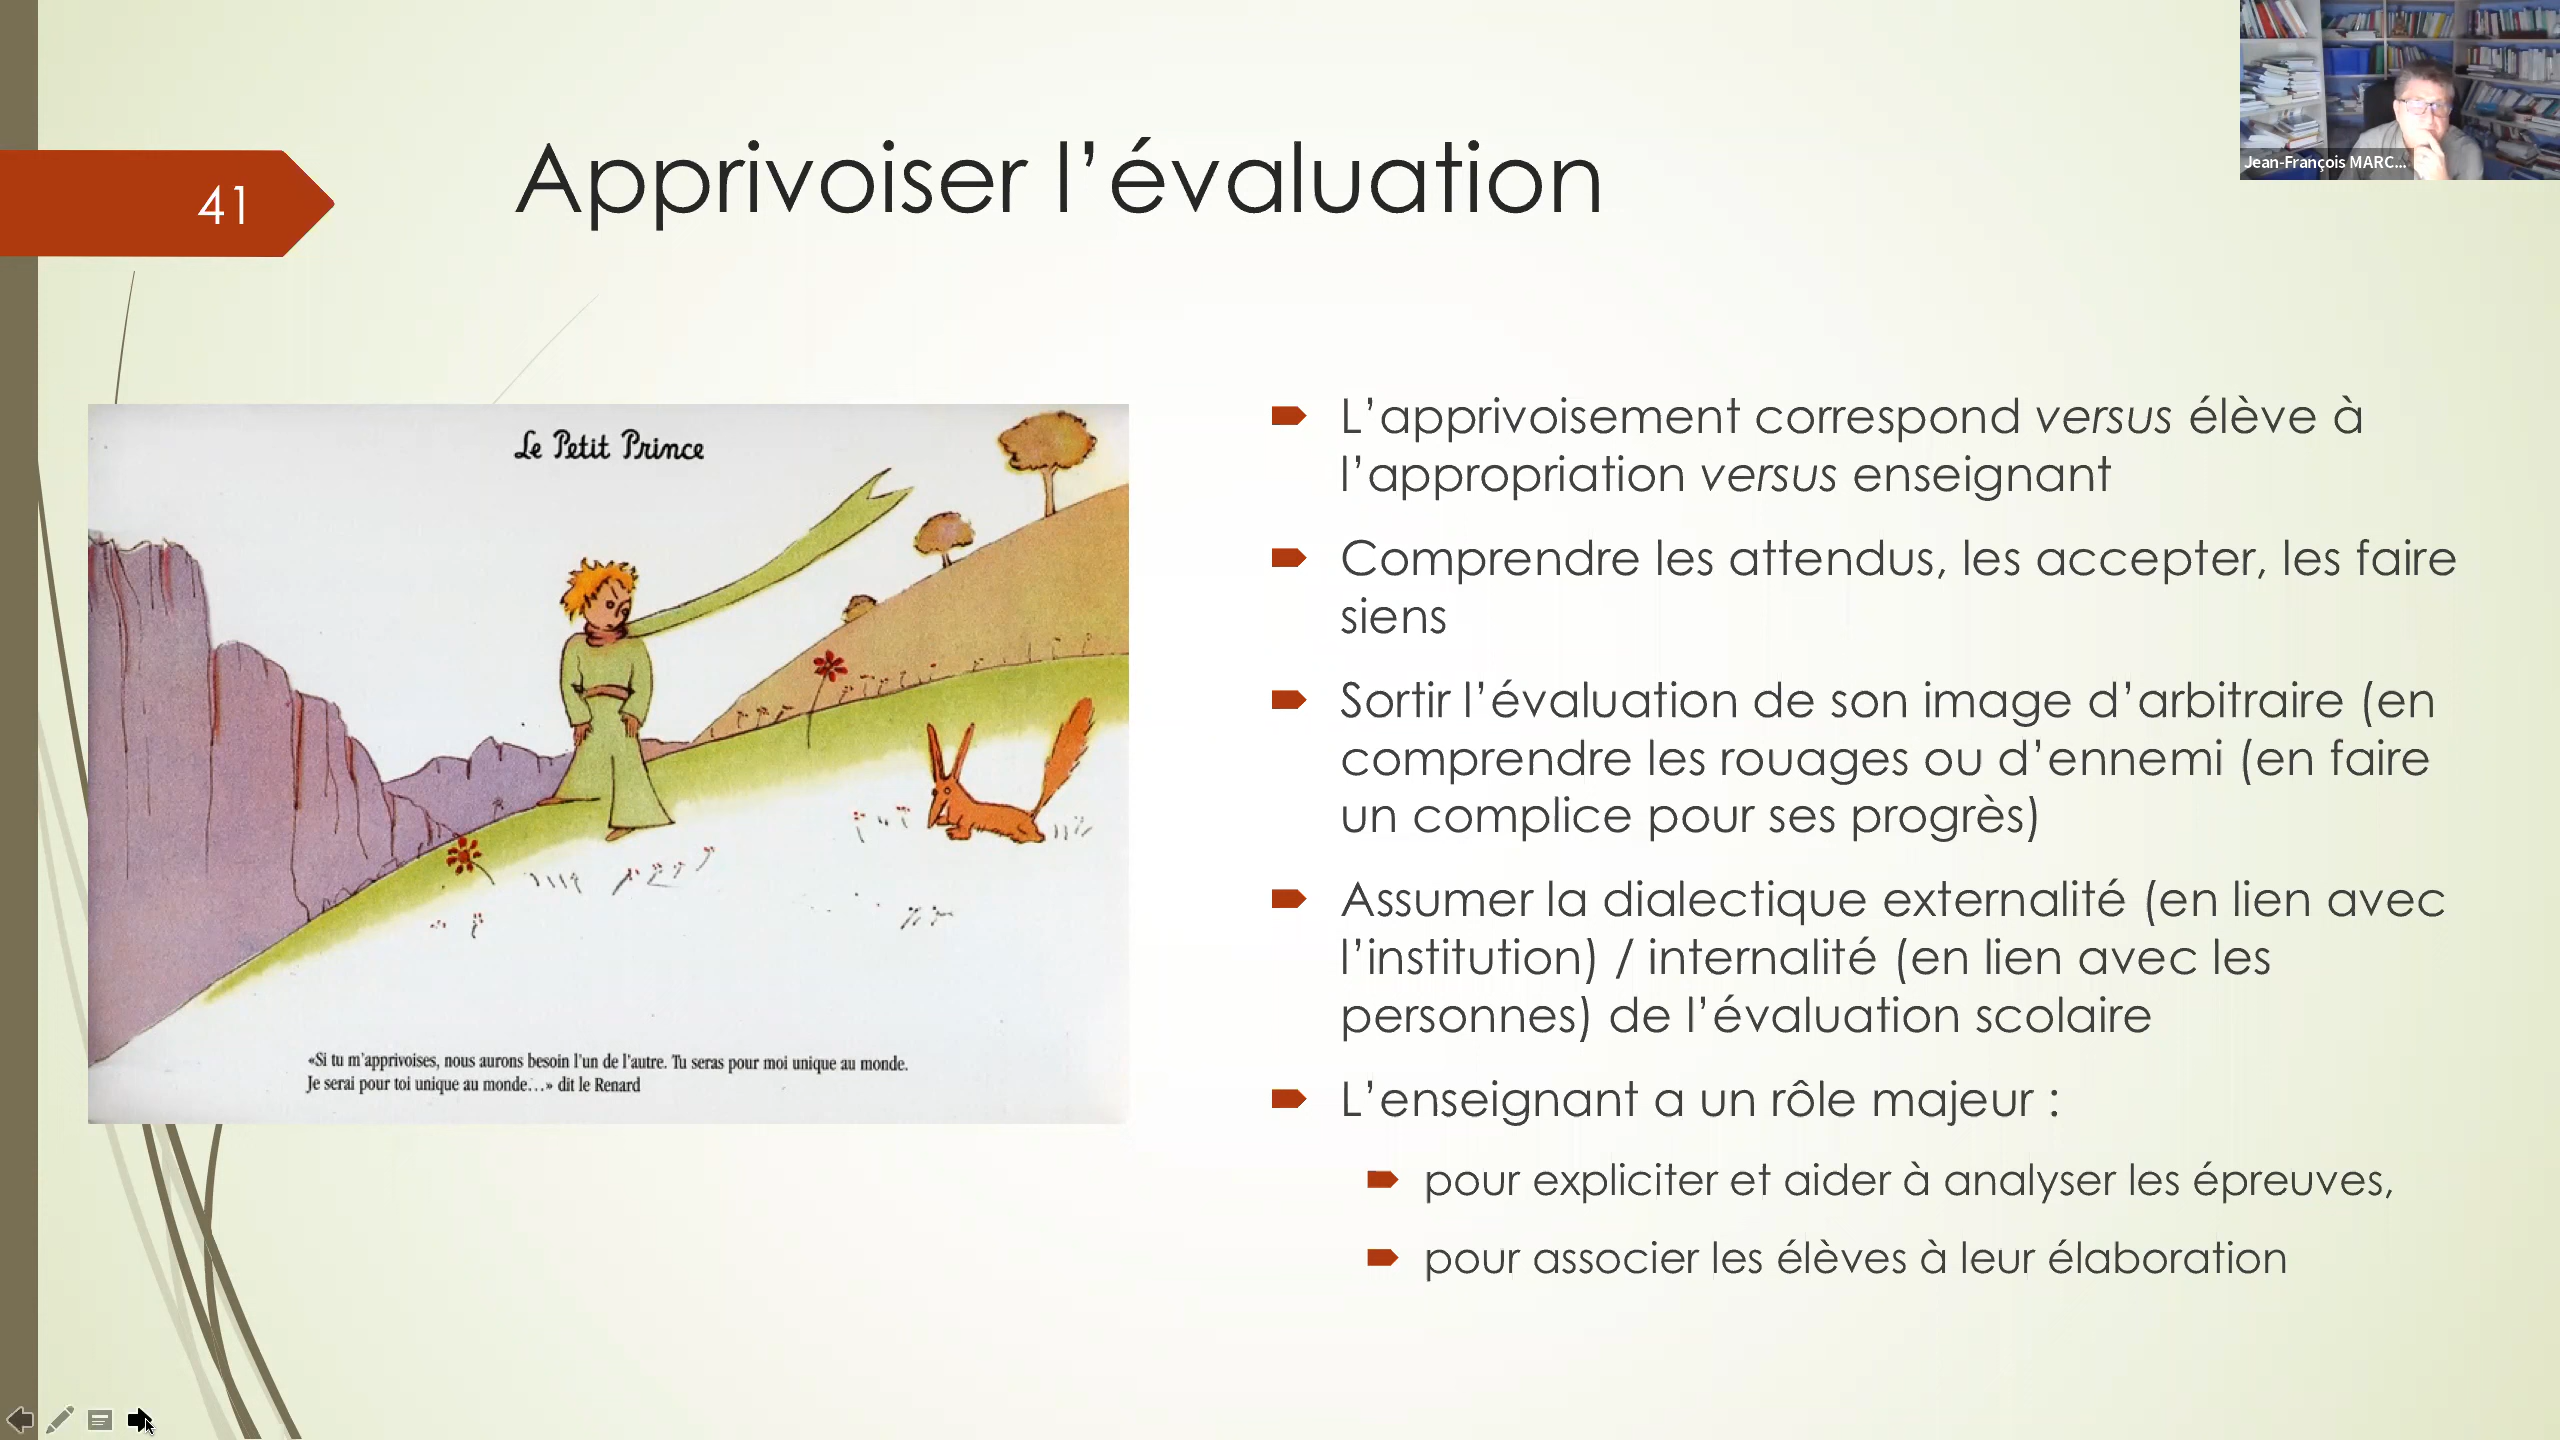 Jean-François MARC...
41
Apprivoiser l’évaluation
Le Petit Prince
«Si tu m’apprivoises, nous aurons besoin l’un de l’autre. Tu seras pour moi unique au monde.
Je serai pour toi unique au monde…» dit le Renard
L’apprivoisement correspond versus élève à
l’appropriation versus enseignant
Comprendre les attendus, les accepter, les faire
siens
Sortir l’évaluation de son image d’arbitraire (en
comprendre les rouages ou d’ennemi (en faire
un complice pour ses progrès)
Assumer la dialectique externalité (en lien avec
l’institution) / internalité (en lien avec les
personnes) de l’évaluation scolaire
L’enseignant a un rôle majeur :
pour expliciter et aider à analyser les épreuves,
pour associer les élèves à leur élaboration